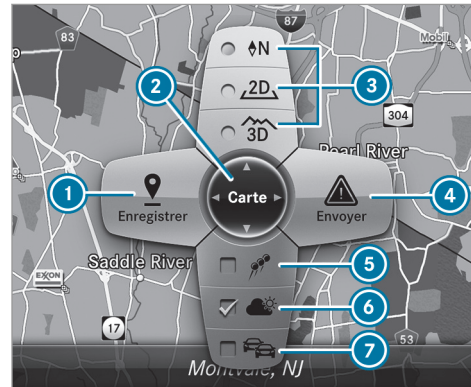 83
87
Mobil
N
2D
3D
2
3
304
Pearl River
1
4
Enregistrer
Carte
Envoyer
Saddle River
5
EXXON
6
17
53
7
Montvale, NJ